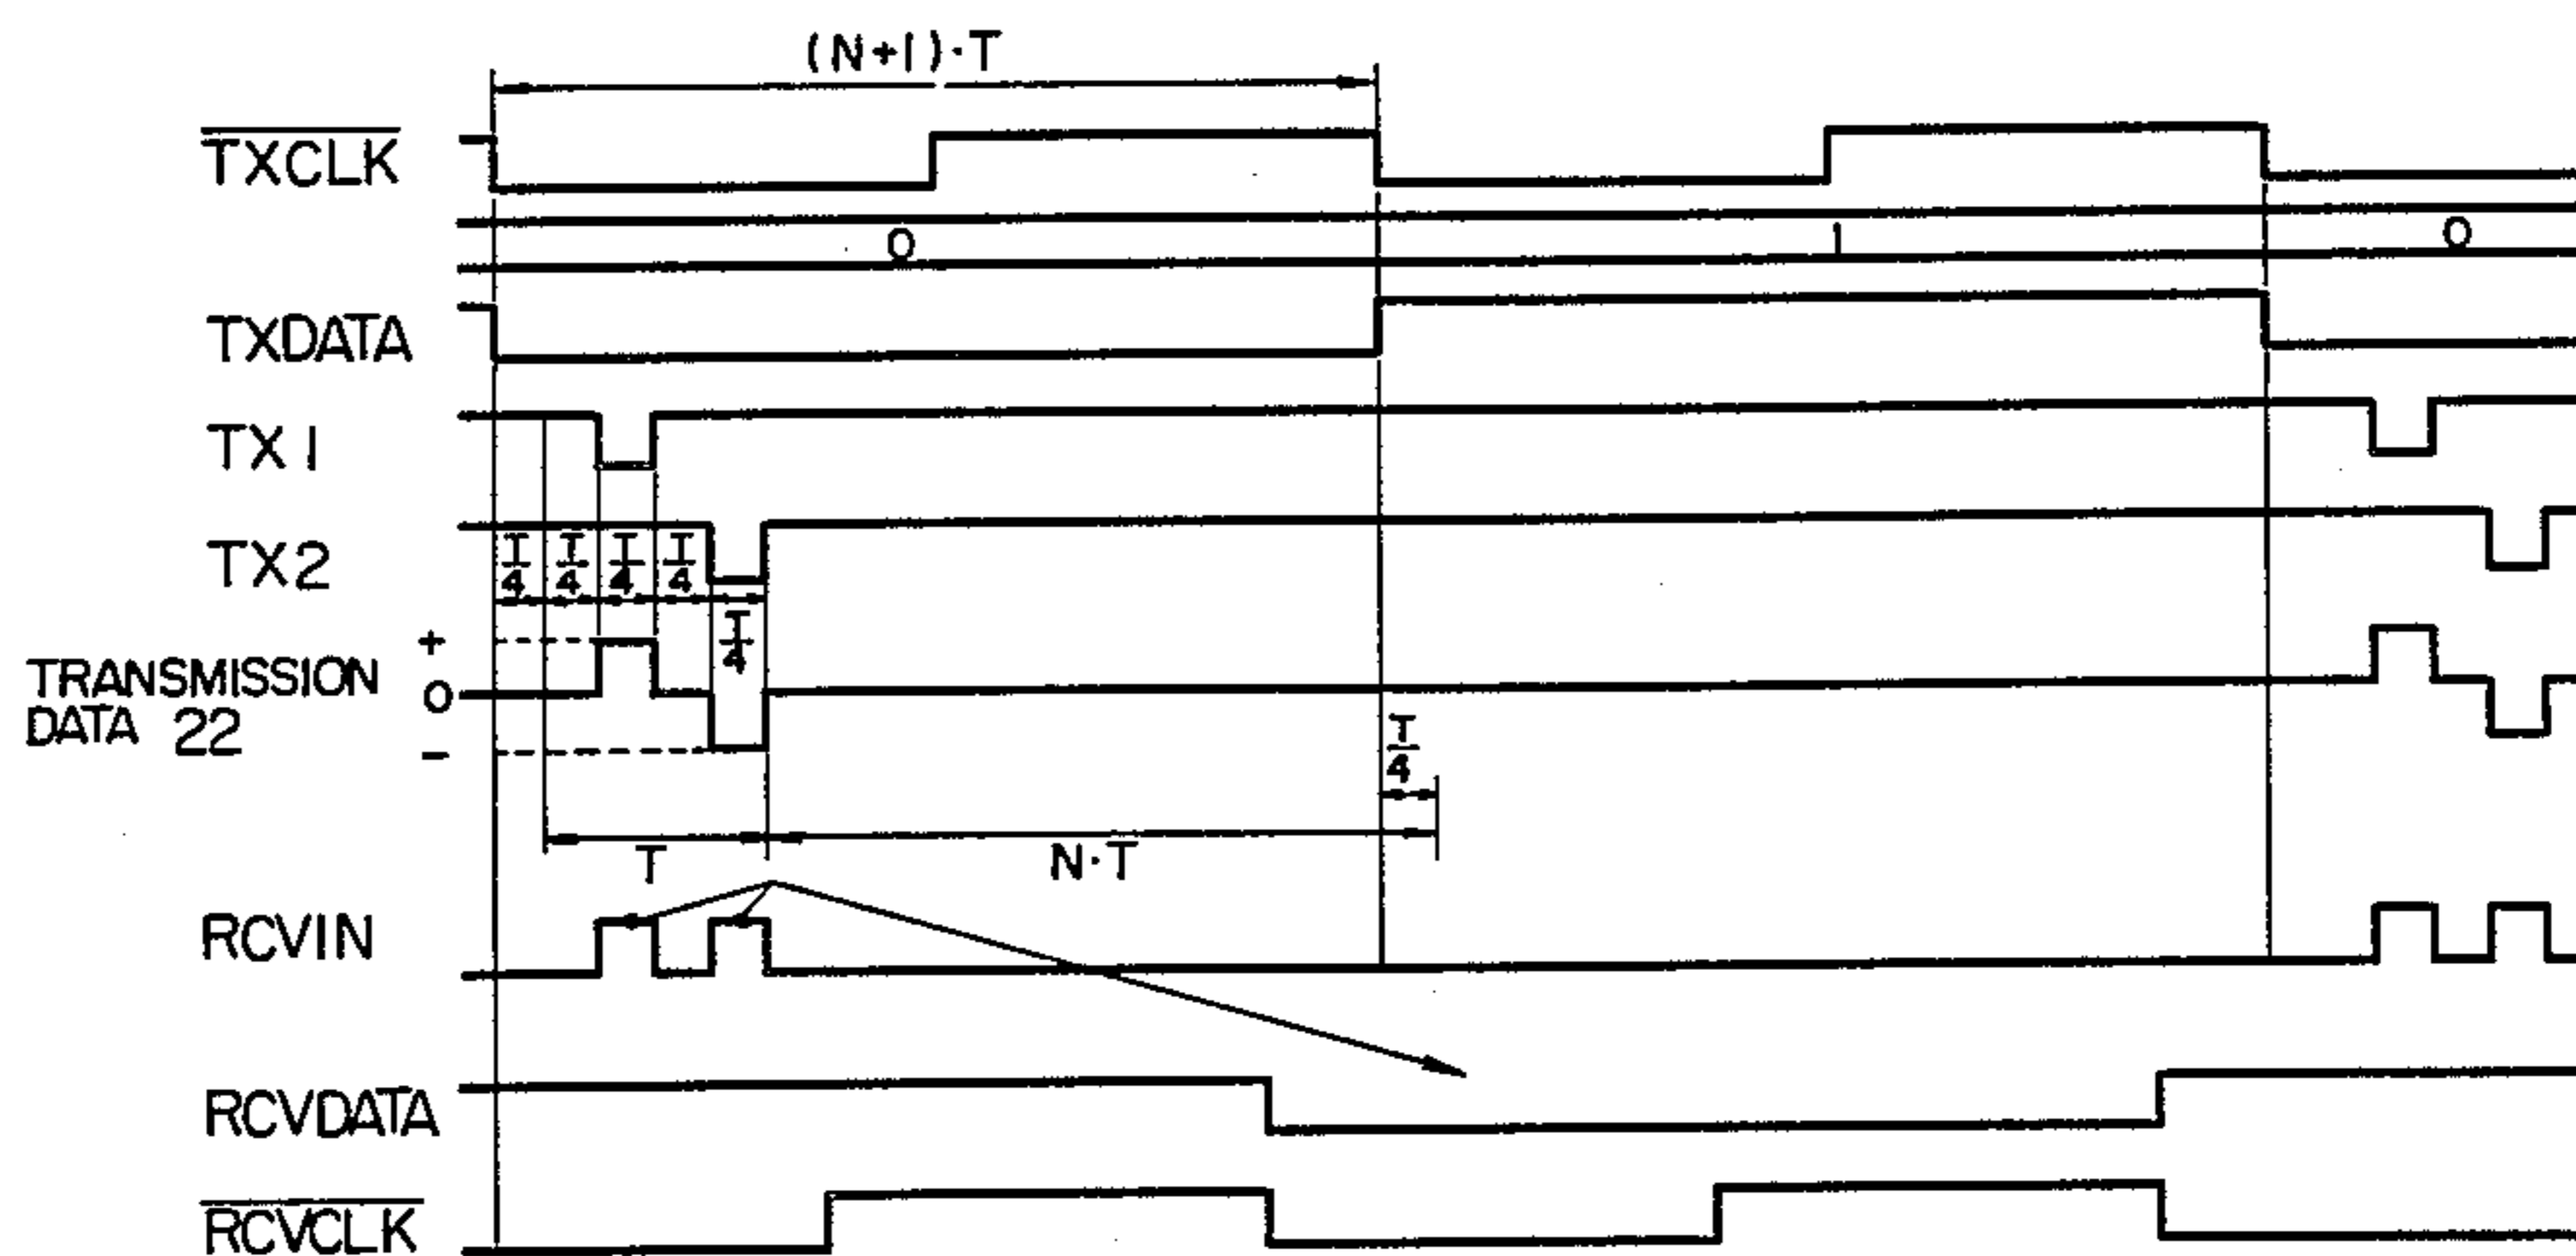 (N+1)·T
TXCLK
0 1 0
TXDATA
TX1
TX2
T/4 T/4 T/4 T/4
T/4
+
TRANSMISSION
DATA 22
0
-
T/4
T
N·T
RCVIN
RCVDATA
RCVCLK